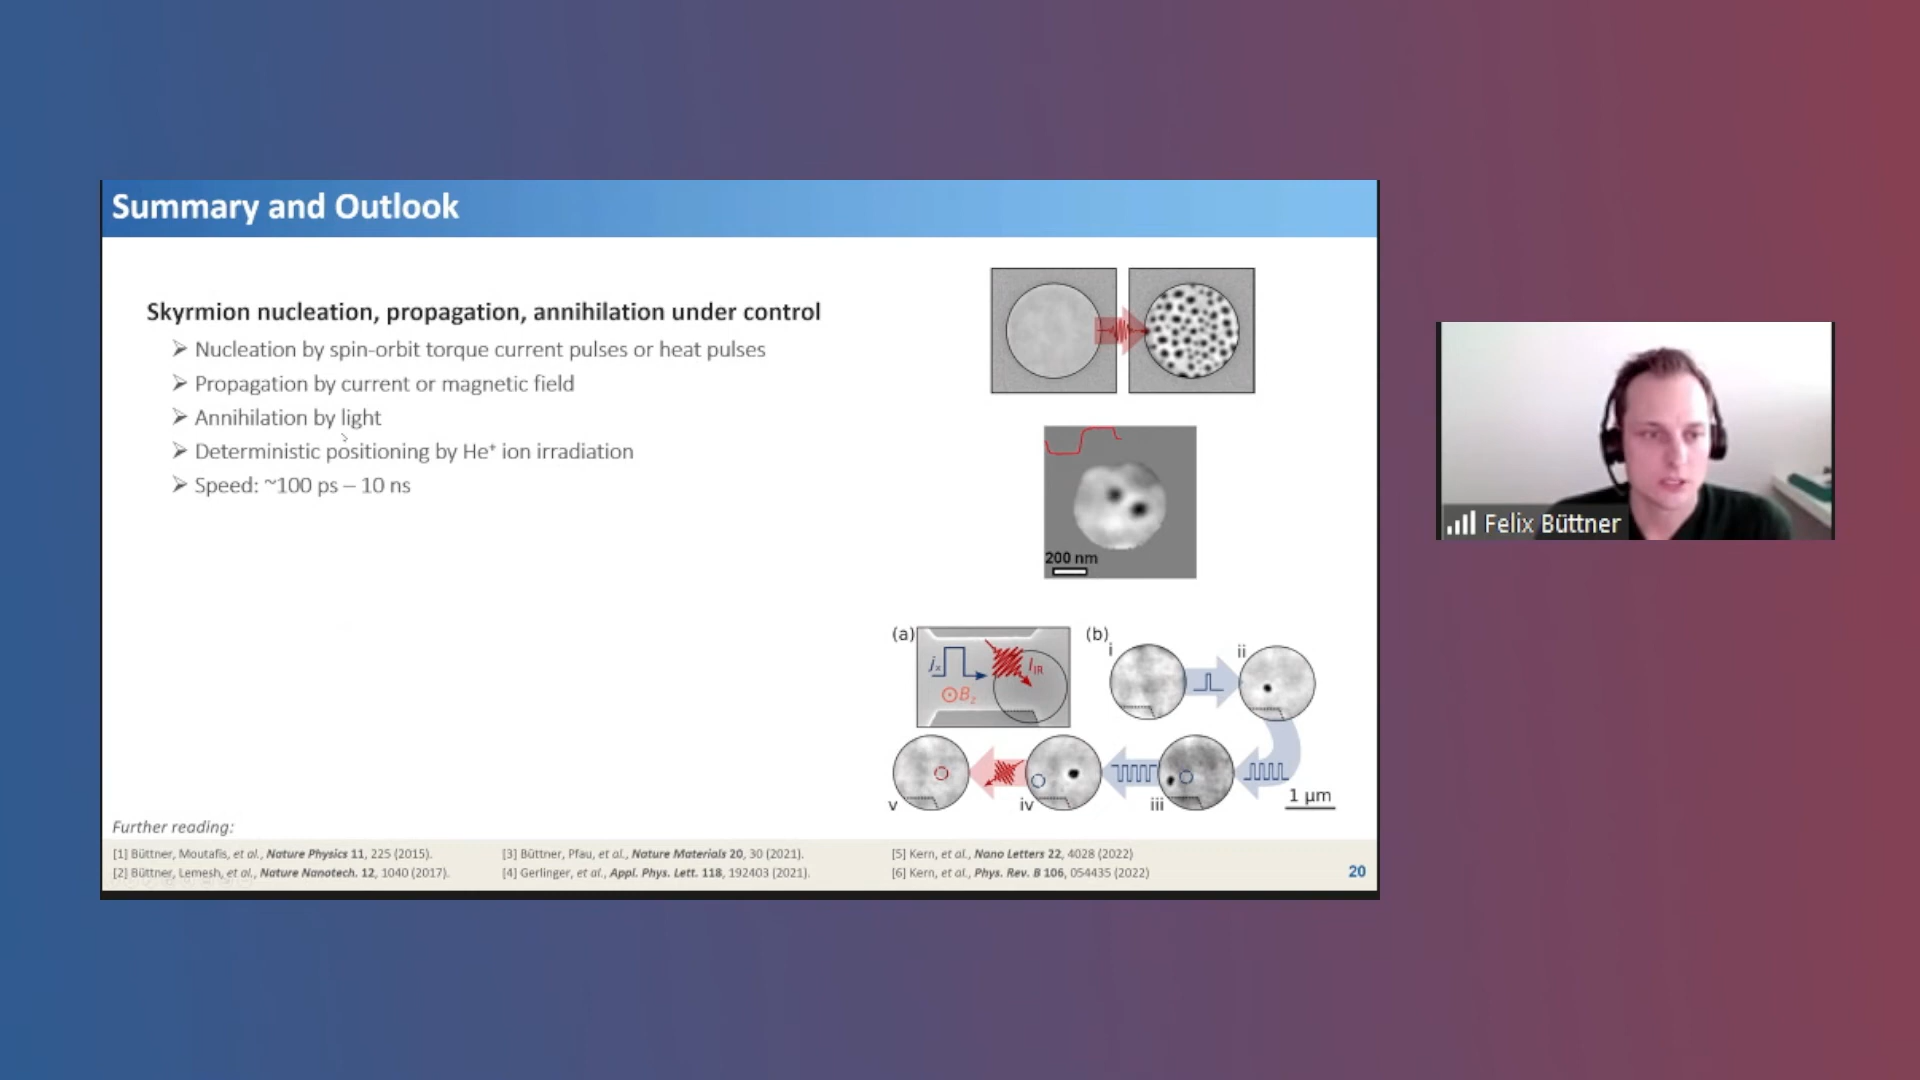 Summary and Outlook
Skyrmion nucleation, propagation, annihilation under control
➢ Nucleation by spin-orbit torque current pulses or heat pulses
➢ Propagation by current or magnetic field
➢ Annihilation by light
➢ Deterministic positioning by He⁺ ion irradiation
➢ Speed: ~100 ps – 10 ns
200 nm
(a)
jₓ
I_IR
⊙B_z
(b)
i
ii
iii
iv
v
1 µm
Further reading:
[1] Büttner, Moutafis, et al., Nature Physics 11, 225 (2015).
[2] Büttner, Lemesh, et al., Nature Nanotech. 12, 1040 (2017).
[3] Büttner, Pfau, et al., Nature Materials 20, 30 (2021).
[4] Gerlinger, et al., Appl. Phys. Lett. 118, 192403 (2021).
[5] Kern, et al., Nano Letters 22, 4028 (2022)
[6] Kern, et al., Phys. Rev. B 106, 054435 (2022)
20
Felix Büttner